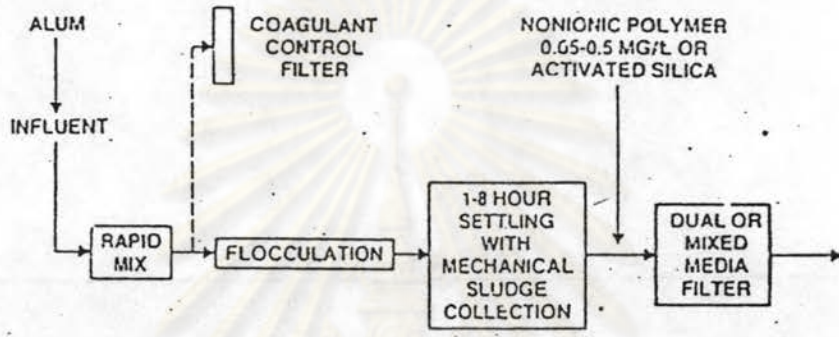 ALUM
INFLUENT
COAGULANT
CONTROL
FILTER
NONIONIC POLYMER
0.05-0.5 MG/L OR
ACTIVATED SILICA
RAPID
MIX
FLOCCULATION
1-8 HOUR
SETTLING
WITH
MECHANICAL
SLUDGE
COLLECTION
DUAL OR
MIXED
MEDIA
FILTER